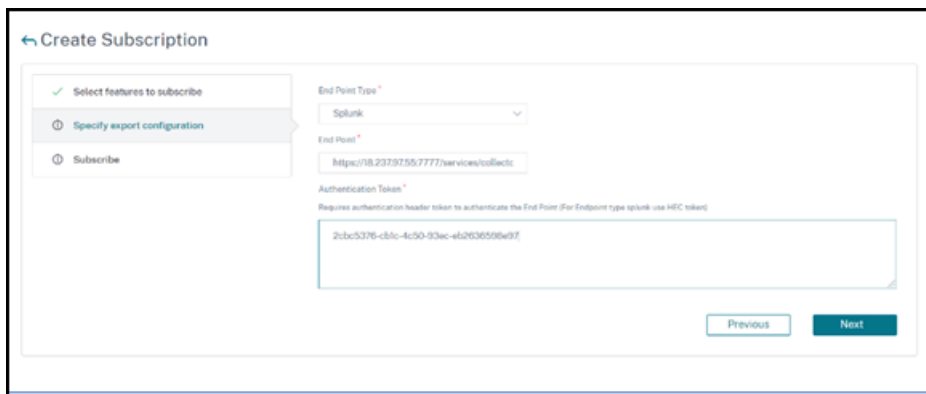 Create Subscription
Select features to subscribe
Specify export configuration
Subscribe
End Point Type *
Splunk
End Point *
https://18.237.97.55:7777/services/collectc
Authentication Token *
Requires authentication header token to authenticate the End Point (For Endpoint type splunk use HEC token)
2cbc5376-cb1c-4c50-93ec-eb2636598e97
Previous
Next